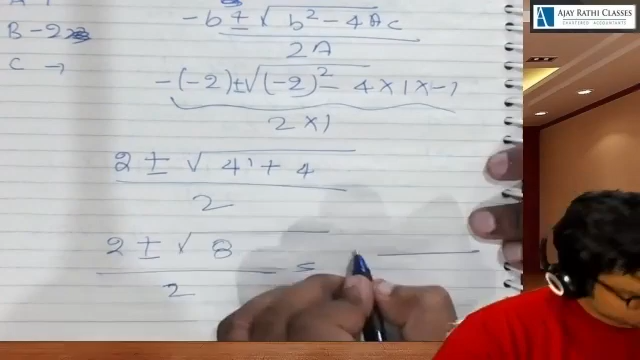 AJAY RATHI CLASSES
CHARTERED ACCOUNTANTS
B - 2
C →
-b ± √ b² - 4 A c
2A
-(-2) ± √(-2)² - 4 × 1 × -1
2 × 1
2 ± √ 4 + 4
2
2 ± √ 8
2